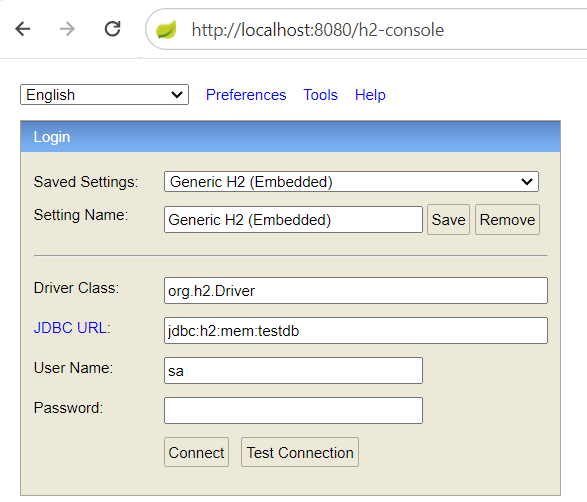 http://localhost:8080/h2-console
English Preferences Tools Help
Login
Saved Settings: Generic H2 (Embedded)
Setting Name: Generic H2 (Embedded) Save Remove
Driver Class: org.h2.Driver
JDBC URL: jdbc:h2:mem:testdb
User Name: sa
Password:
Connect Test Connection